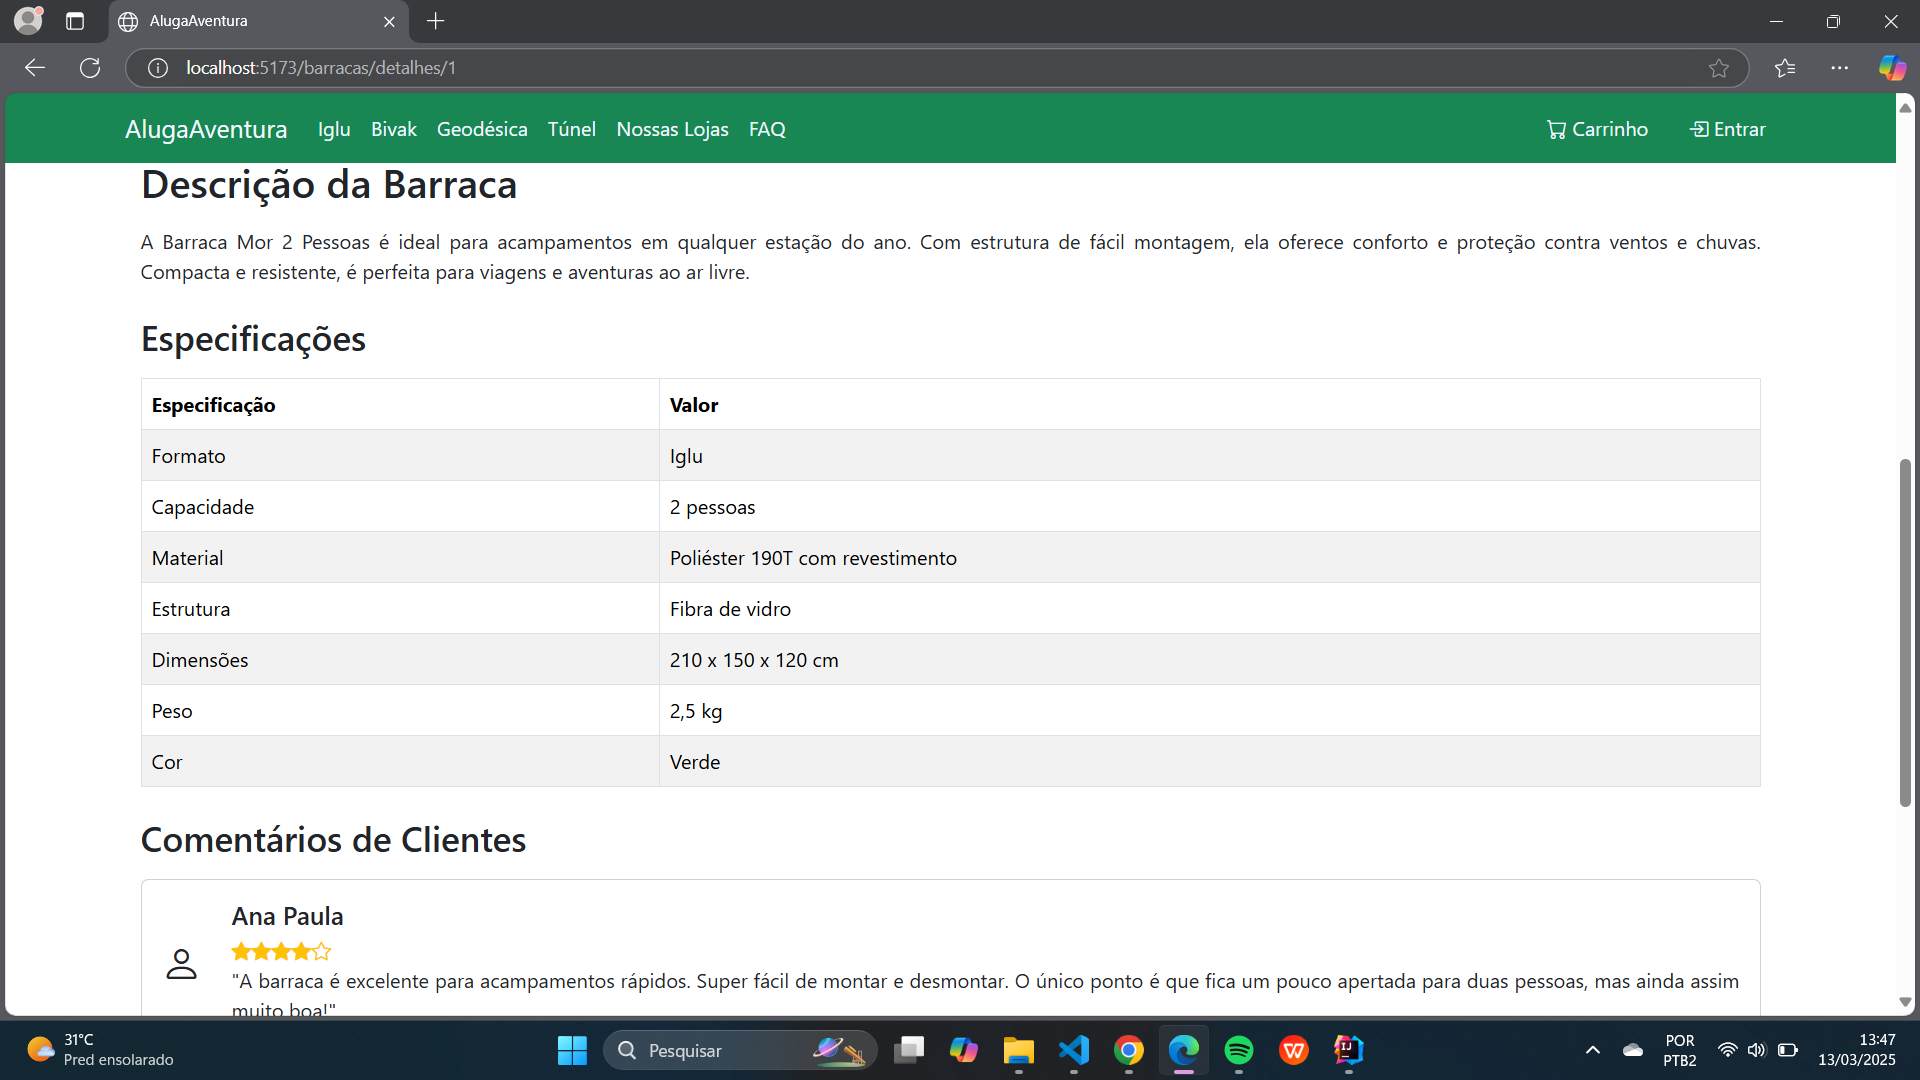 AlugaAventura
localhost:5173/barracas/detalhes/1
AlugaAventura Iglu Bivak Geodésica Túnel Nossas Lojas FAQ Carrinho Entrar
Descrição da Barraca
A Barraca Mor 2 Pessoas é ideal para acampamentos em qualquer estação do ano. Com estrutura de fácil montagem, ela oferece conforto e proteção contra ventos e chuvas.
Compacta e resistente, é perfeita para viagens e aventuras ao ar livre.
Especificações
Especificação Valor
Formato Iglu
Capacidade 2 pessoas
Material Poliéster 190T com revestimento
Estrutura Fibra de vidro
Dimensões 210 x 150 x 120 cm
Peso 2,5 kg
Cor Verde
Comentários de Clientes
Ana Paula
"A barraca é excelente para acampamentos rápidos. Super fácil de montar e desmontar. O único ponto é que fica um pouco apertada para duas pessoas, mas ainda assim
muito boa!"
31°C
Pred ensolarado
Pesquisar
POR
PTB2
13:47
13/03/2025